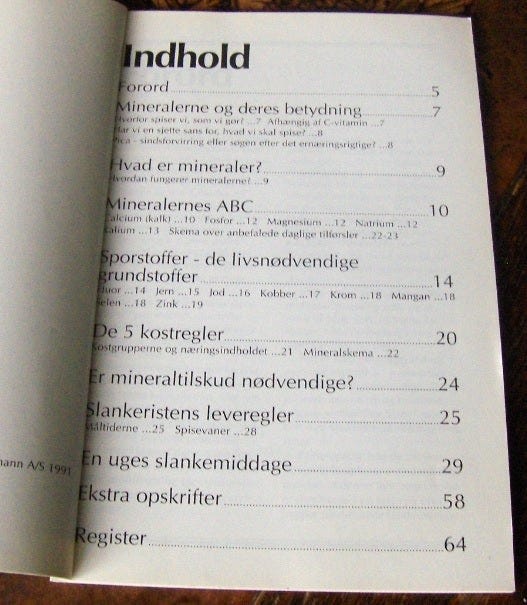 Indhold
Forord 5
Mineralerne og deres betydning 7
Hvorfor spiser vi, som vi gør? ...7 Afhængig af C-vitamin ...7
Har vi en sjette sans for, hvad vi skal spise? ...8
Pica - sindsforvirring eller søgen efter det ernæringsrigtige? ...8
Hvad er mineraler? 9
Hvordan fungerer mineralerne? ...9
Mineralernes ABC 10
Calcium (kalk) ...10 Fosfor ...12 Magnesium ...12 Natrium ...12
Kalium ...13 Skema over anbefalede daglige tilførsler ...22-23
Sporstoffer - de livsnødvendige
grundstoffer 14
Fluor ...14 Jern ...15 Jod ...16 Kobber ...17 Krom ...18 Mangan ...18
Selen ...18 Zink ...19
De 5 kostregler 20
Kostgrupperne og næringsindholdet ...21 Mineralskema ...22
Er mineraltilskud nødvendige? 24
Slankeristens leveregler 25
Måltiderne ...25 Spisevaner ...28
En uges slankemiddage 29
mann A/S 1991
Ekstra opskrifter 58
Register 64